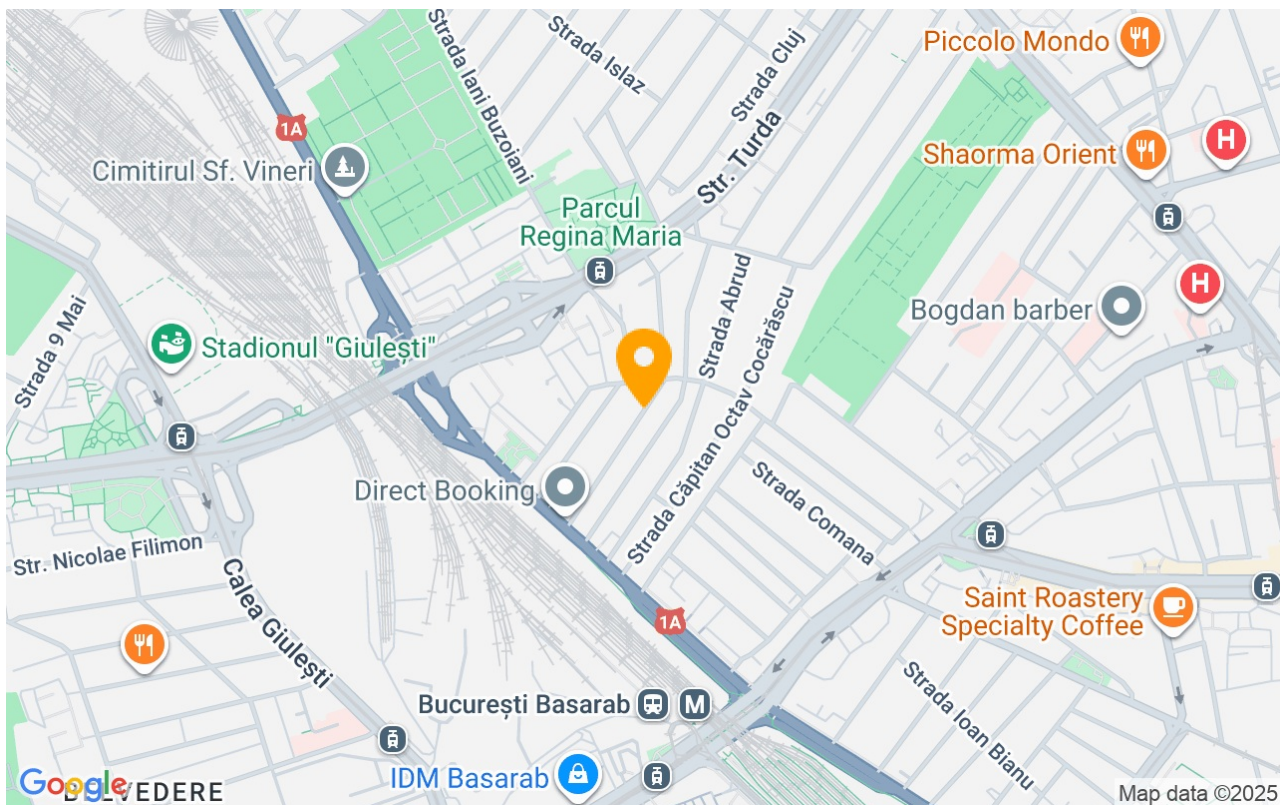 Strada Iani Buzoiani
Strada Islaz
Strada Cluj
Str. Turda
Piccolo Mondo
1A
Cimitirul Sf. Vineri
Shaorma Orient
H
Parcul
Regina Maria
Strada 9 Mai
Stadionul "Giulești"
Strada Abrud
Strada Căpitan Octav Cocărăscu
Bogdan barber
H
Direct Booking
Strada Comana
Str. Nicolae Filimon
Calea Giulești
1A
Saint Roastery
Specialty Coffee
București Basarab
M
Strada Ioan Bianu
IDM Basarab
Google
VEDERE
Map data ©2025